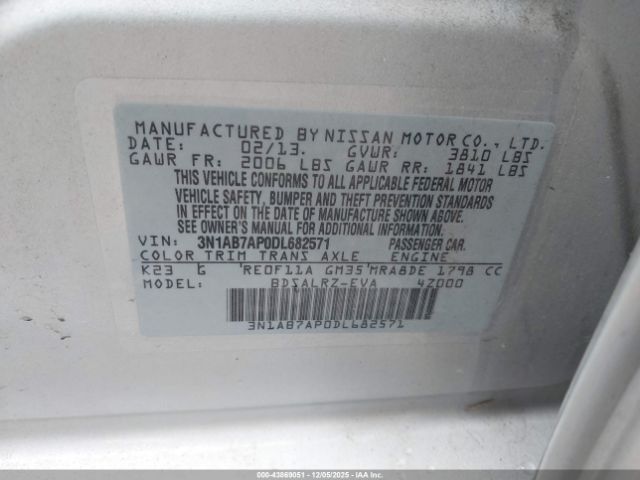 MANUFACTURED BY NISSAN MOTOR CO., LTD.
DATE: 02/13. GVWR: 3810 LBS
GAWR FR: 2006 LBS GAWR RR: 1841 LBS
THIS VEHICLE CONFORMS TO ALL APPLICABLE FEDERAL MOTOR
VEHICLE SAFETY, BUMPER, AND THEFT PREVENTION STANDARDS
IN EFFECT ON THE DATE OF MANUFACTURE SHOWN ABOVE.
SEE OWNER'S MANUAL FOR ADDITIONAL INFORMATION.
VIN: 3N1AB7AP0DL682571 PASSENGER CAR.
COLOR TRIM TRANS AXLE ENGINE
K23 G RE0F11A GM35 MRA8DE 1798 CC
MODEL: BDSALRZ-EVA 4Z000
3N1AB7AP0DL682571
000-43869051 - 12/05/2025 - IAAI.COM